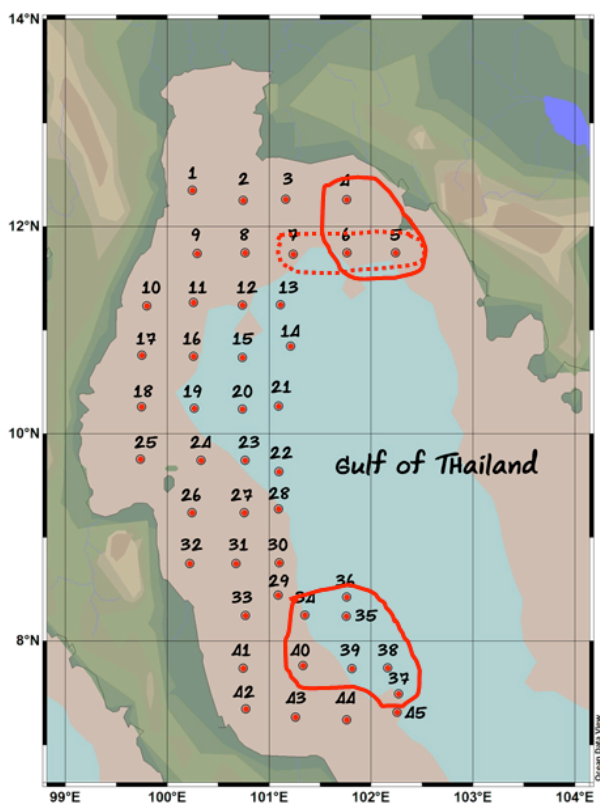 14°N
1 2 3 4
12°N
9 8 7 6 5
10 11 12 13
17 16 15 14
18 19 20 21
10°N
25 24 23 22
Gulf of THailand
26 27 28
32 31 30
29 36
33 34 35
8°N
41 40 39 38
37
42 43 44 45
99°E 100°E 101°E 102°E 103°E 104°E
Ocean Data View